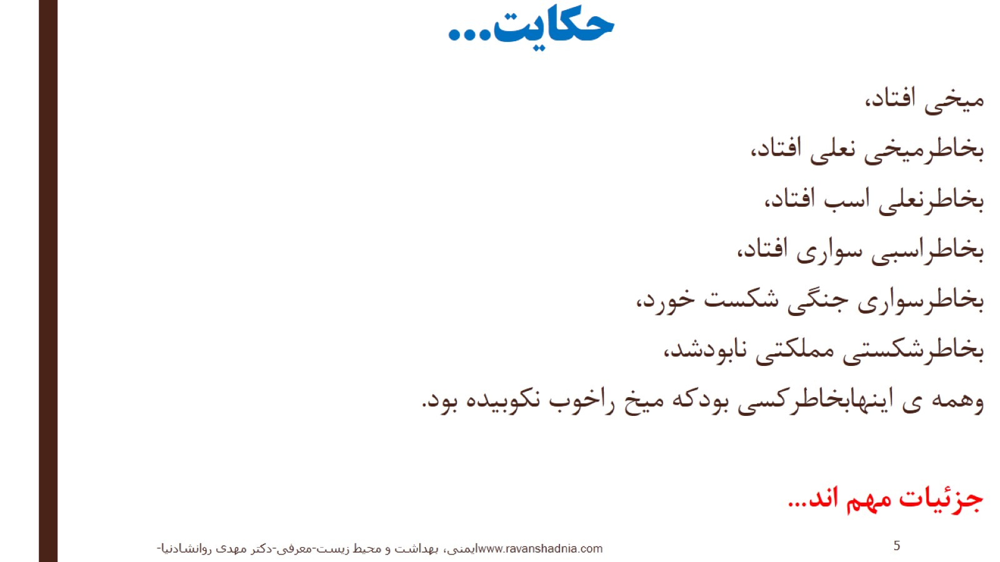 حکایت...
میخی افتاد،
بخاطرمیخی نعلی افتاد،
بخاطرنعلی اسب افتاد،
بخاطراسبی سواری افتاد،
بخاطرسواری جنگی شکست خورد،
بخاطرشکستی مملکتی نابودشد،
وهمه ی اینهابخاطرکسی بودکه میخ راخوب نکوبیده بود.
جزئیات مهم اند...
www.ravanshadnia.comایمنی، بهداشت و محیط زیست-معرفی-دکتر مهدی روانشادنیا-
5